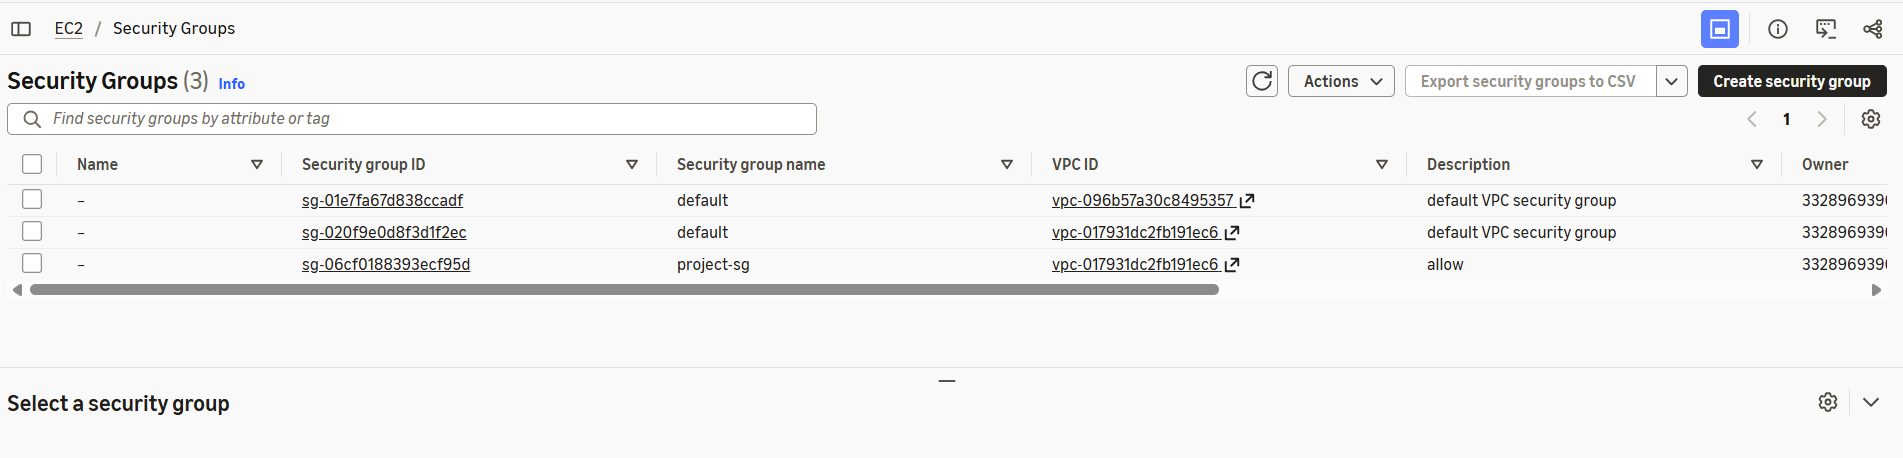 EC2 / Security Groups
Security Groups (3) Info
Actions
Export security groups to CSV
Create security group
Find security groups by attribute or tag
1
Name Security group ID Security group name VPC ID Description Owner
– sg-01e7fa67d838ccadf default vpc-096b57a30c8495357 default VPC security group 332896939
– sg-020f9e0d8f3d1f2ec default vpc-017931dc2fb191ec6 default VPC security group 332896939
– sg-06cf0188393ecf95d project-sg vpc-017931dc2fb191ec6 allow 332896939
Select a security group